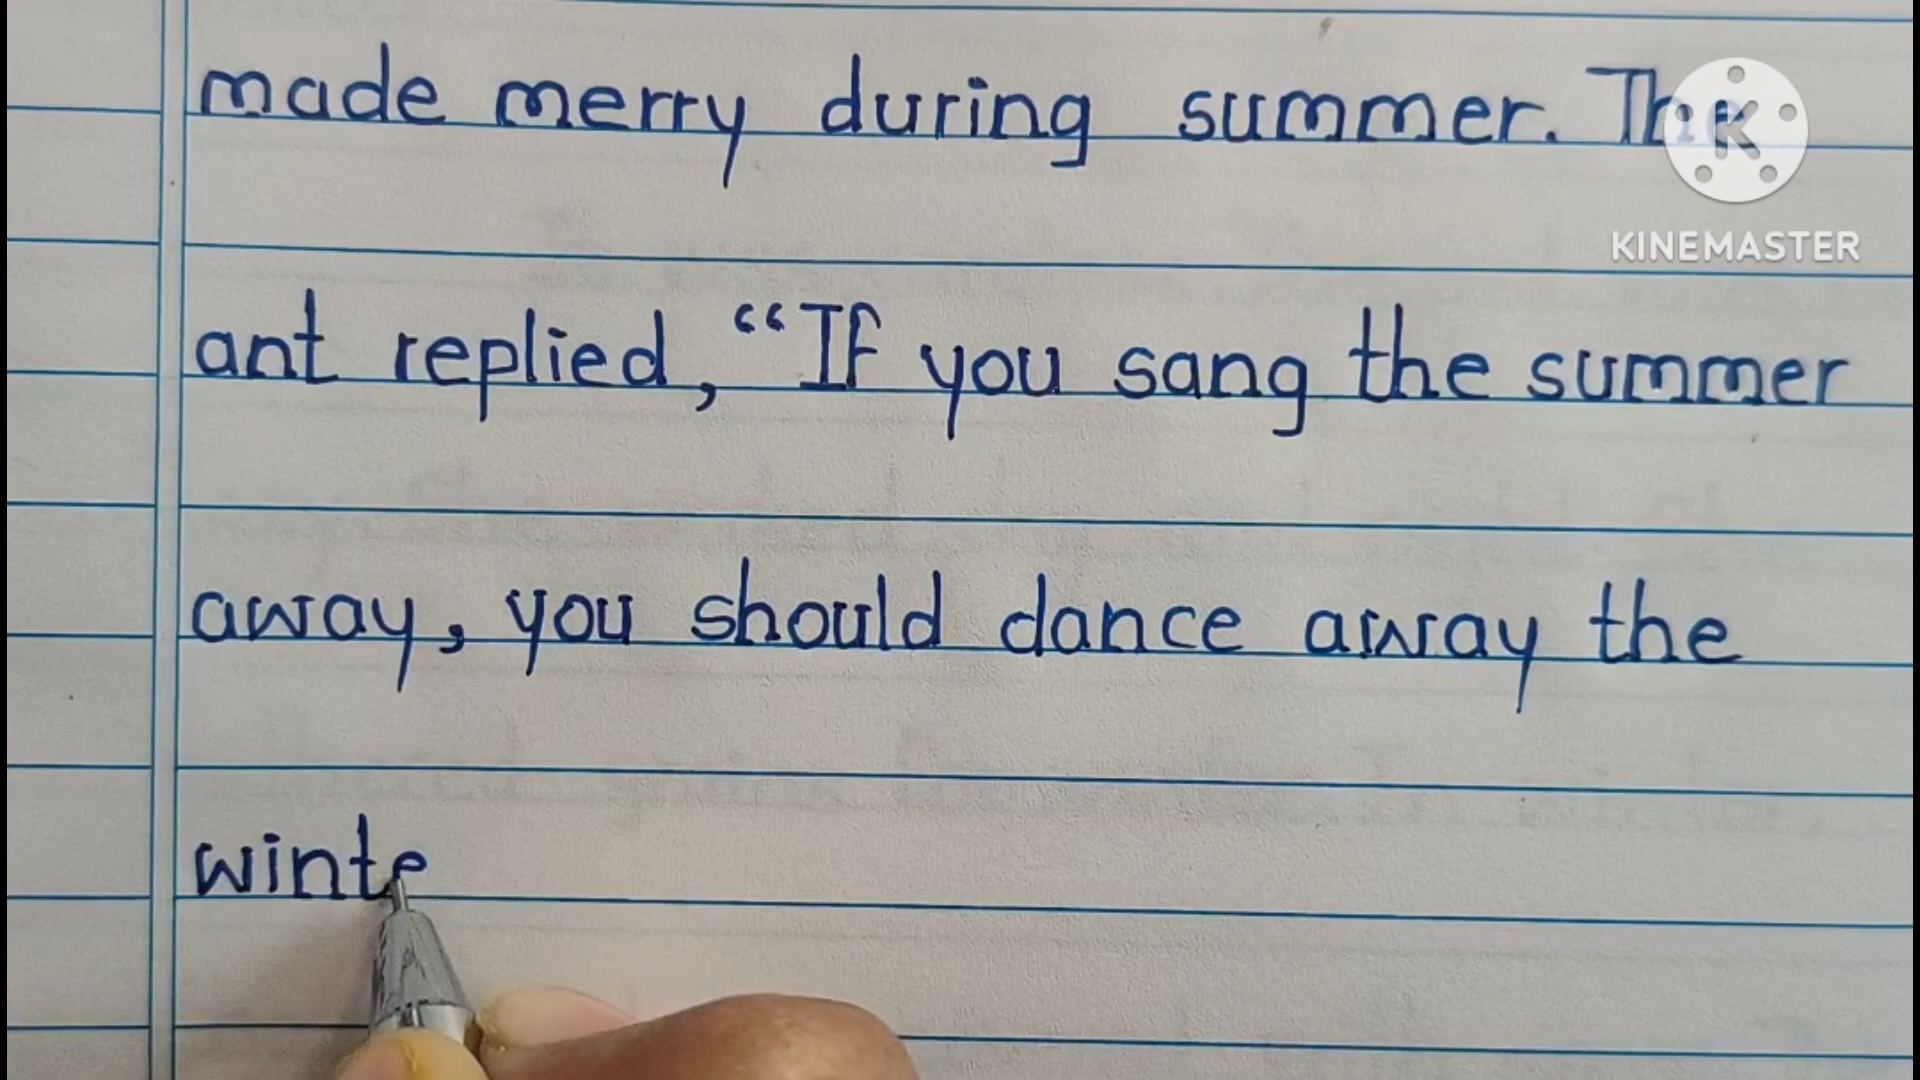 made merry during summer. The
KINEMASTER
ant replied, “If you sang the summer
away, you should dance away the
winte